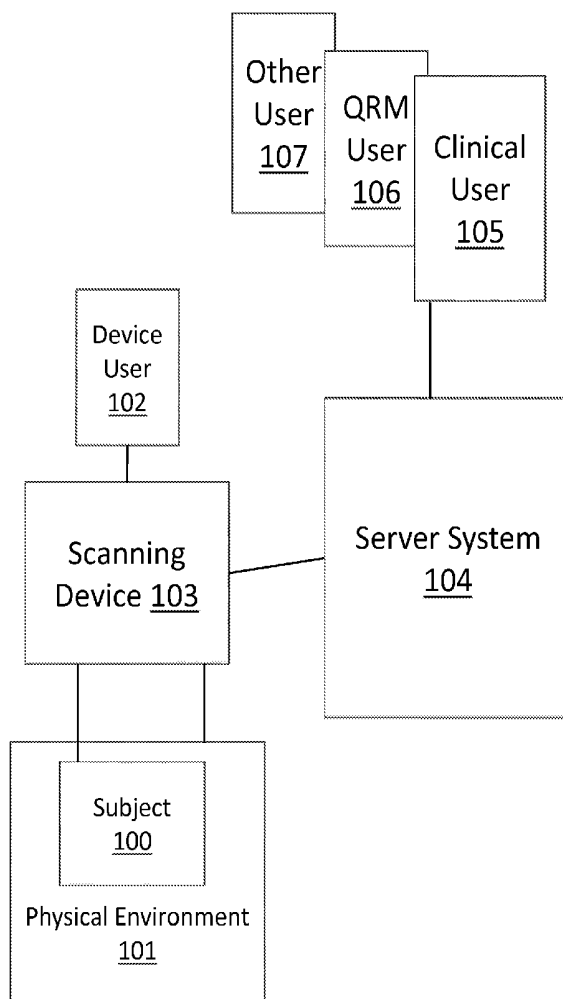 Other
User
107
QRM
User
106
Clinical
User
105
Device
User
102
Scanning
Device 103
Server System
104
Subject
100
Physical Environment
101